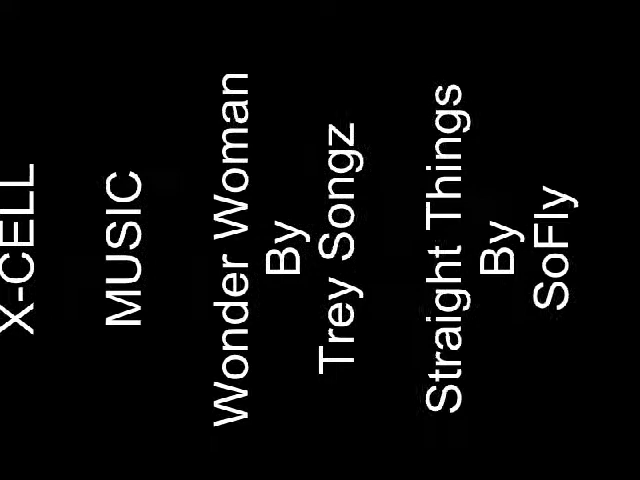 X-CELL
MUSIC
Wonder Woman
By
Trey Songz
Straight Things
By
SoFly